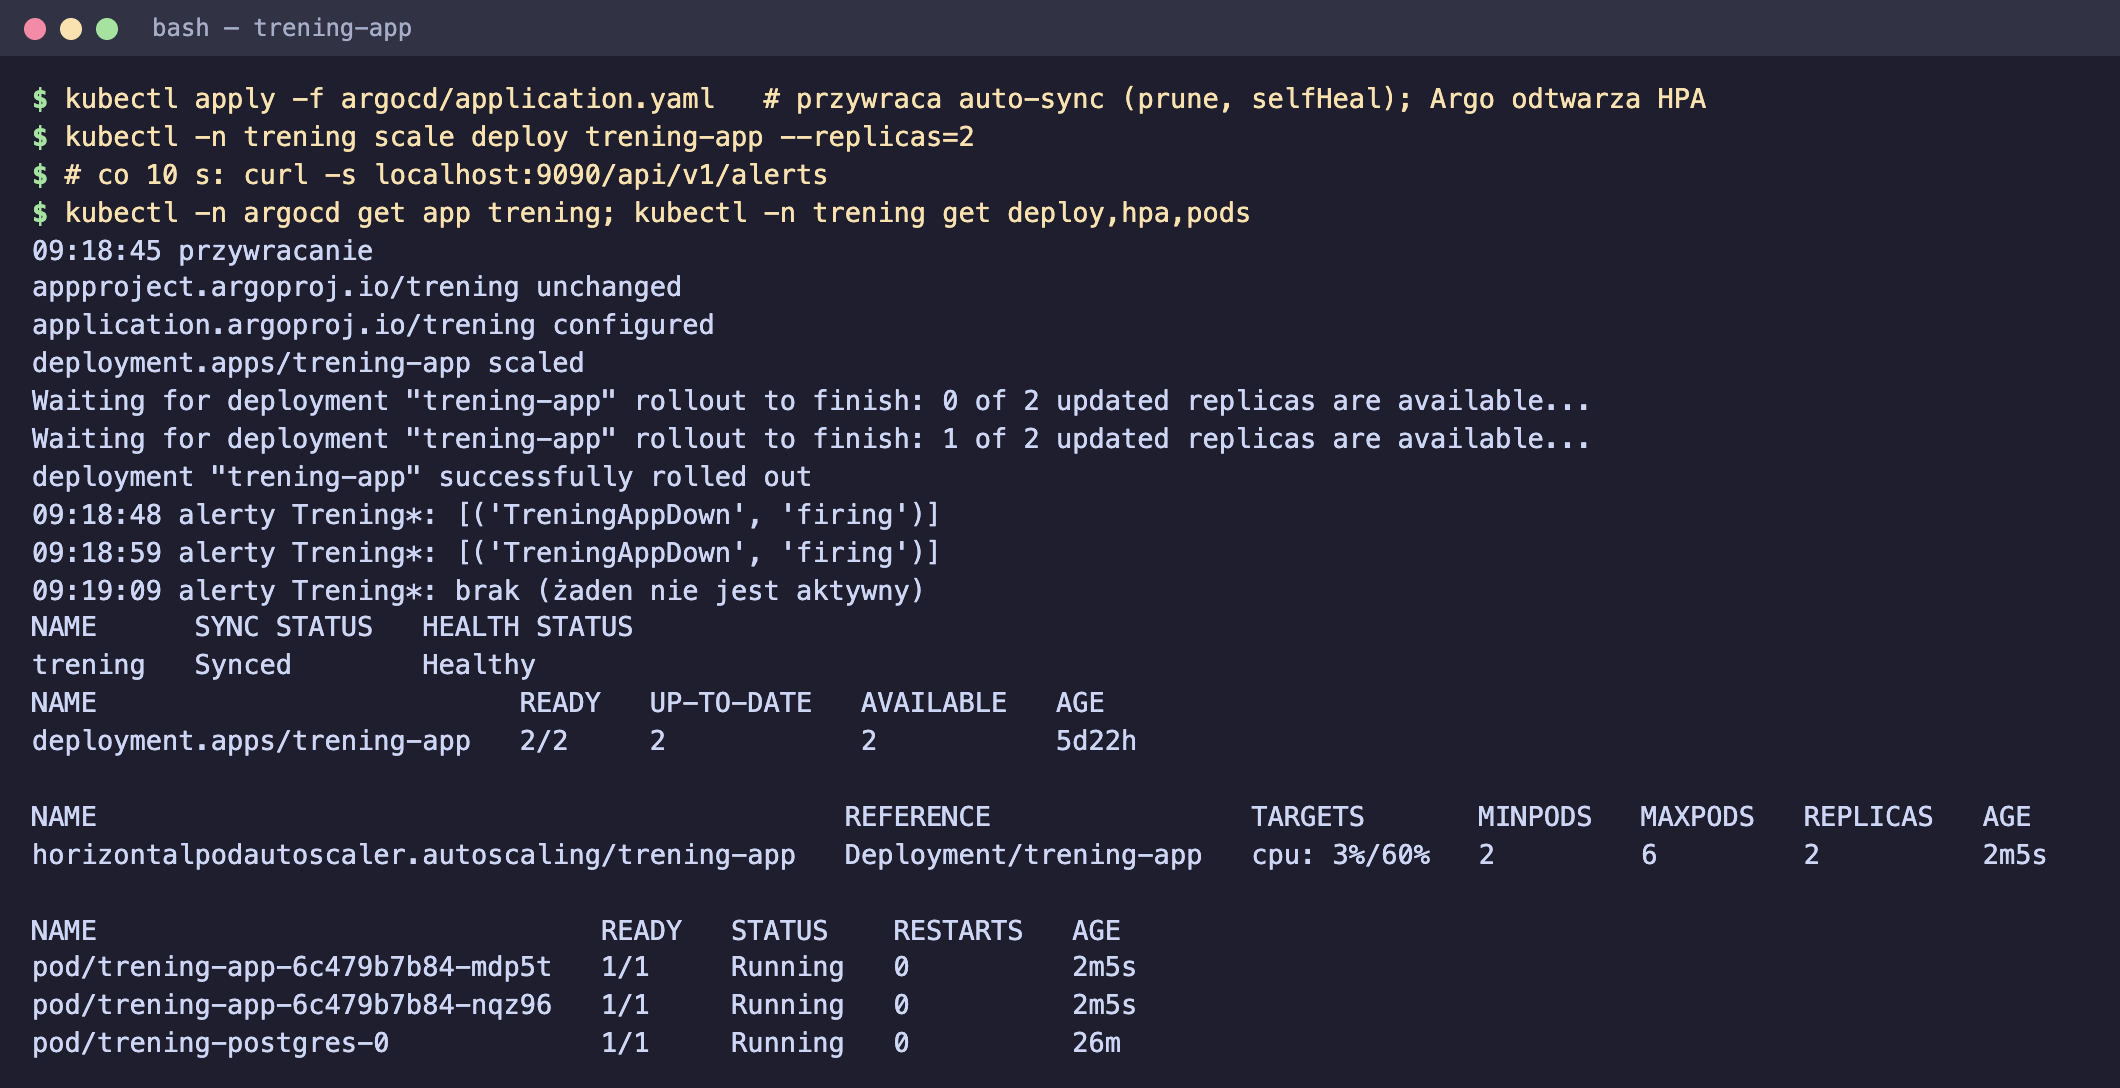 bash — trening-app
$ kubectl apply -f argocd/application.yaml   # przywraca auto-sync (prune, selfHeal); Argo odtwarza HPA
$ kubectl -n trening scale deploy trening-app --replicas=2
$ # co 10 s: curl -s localhost:9090/api/v1/alerts
$ kubectl -n argocd get app trening; kubectl -n trening get deploy,hpa,pods
09:18:45 przywracanie
appproject.argoproj.io/trening unchanged
application.argoproj.io/trening configured
deployment.apps/trening-app scaled
Waiting for deployment "trening-app" rollout to finish: 0 of 2 updated replicas are available...
Waiting for deployment "trening-app" rollout to finish: 1 of 2 updated replicas are available...
deployment "trening-app" successfully rolled out
09:18:48 alerty Trening*: [('TreningAppDown', 'firing')]
09:18:59 alerty Trening*: [('TreningAppDown', 'firing')]
09:19:09 alerty Trening*: brak (żaden nie jest aktywny)
NAME      SYNC STATUS   HEALTH STATUS
trening   Synced        Healthy
NAME                          READY   UP-TO-DATE   AVAILABLE   AGE
deployment.apps/trening-app   2/2     2            2           5d22h
NAME                                              REFERENCE                TARGETS       MINPODS   MAXPODS   REPLICAS   AGE
horizontalpodautoscaler.autoscaling/trening-app   Deployment/trening-app   cpu: 3%/60%   2         6         2          2m5s
NAME                               READY   STATUS    RESTARTS   AGE
pod/trening-app-6c479b7b84-mdp5t   1/1     Running   0          2m5s
pod/trening-app-6c479b7b84-nqz96   1/1     Running   0          2m5s
pod/trening-postgres-0             1/1     Running   0          26m